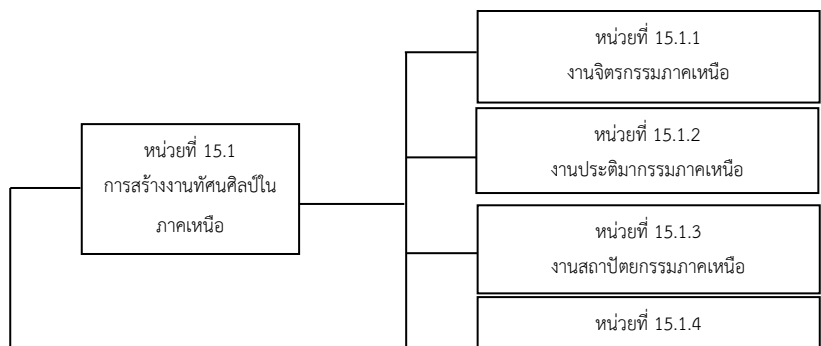 หน่วยที่ 15.1
การสร้างงานทัศนศิลป์ใน
ภาคเหนือ
หน่วยที่ 15.1.1
งานจิตรกรรมภาคเหนือ
หน่วยที่ 15.1.2
งานประติมากรรมภาคเหนือ
หน่วยที่ 15.1.3
งานสถาปัตยกรรมภาคเหนือ
หน่วยที่ 15.1.4